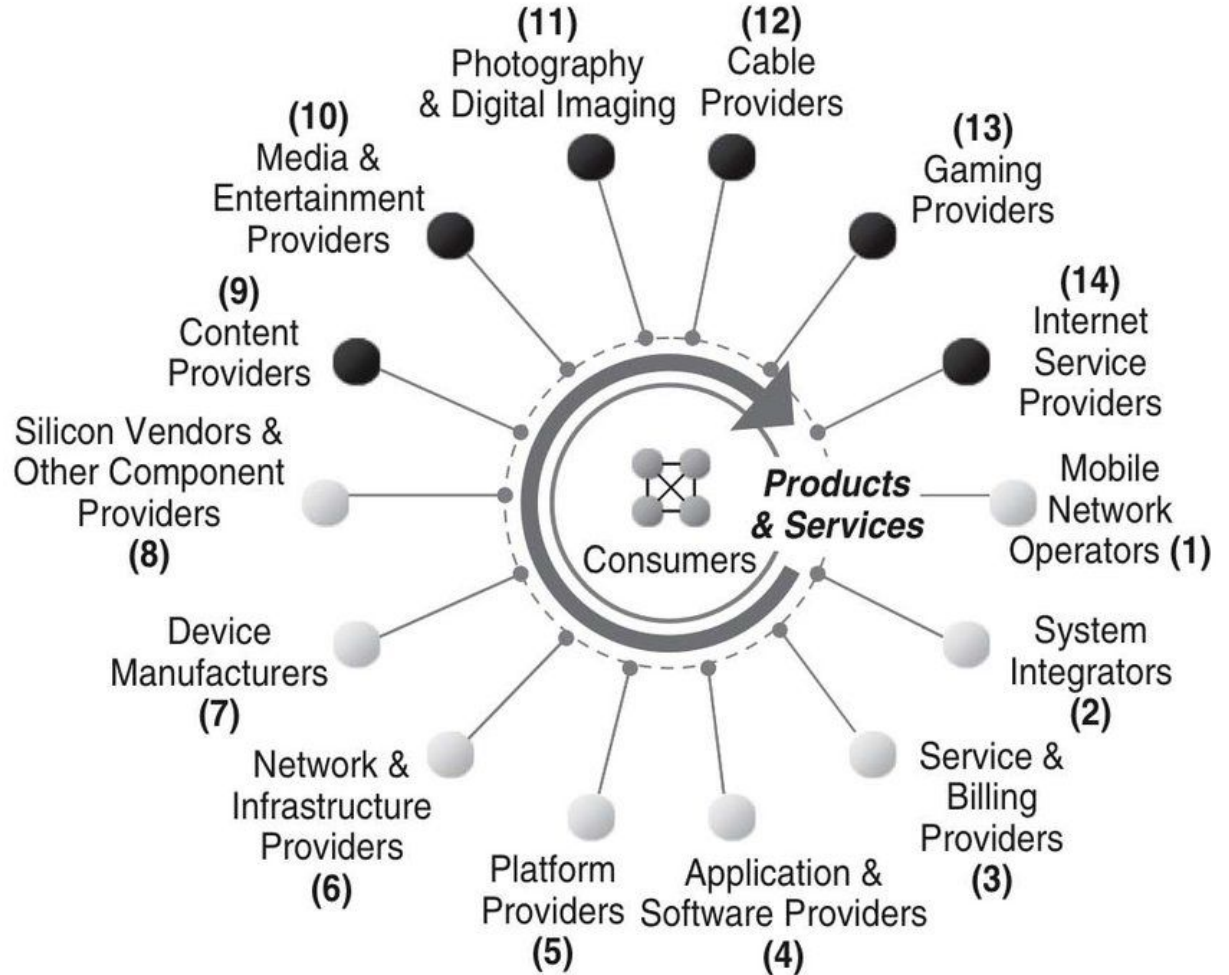 (11)
Photography
& Digital Imaging
(12)
Cable
Providers
(10)
Media &
Entertainment
Providers
(13)
Gaming
Providers
(9)
Content
Providers
(14)
Internet
Service
Providers
Silicon Vendors &
Other Component
Providers
(8)
Consumers
Products
& Services
Mobile
Network
Operators (1)
Device
Manufacturers
(7)
System
Integrators
(2)
Network &
Infrastructure
Providers
(6)
Service &
Billing
Providers
(3)
Platform
Providers
(5)
Application &
Software Providers
(4)